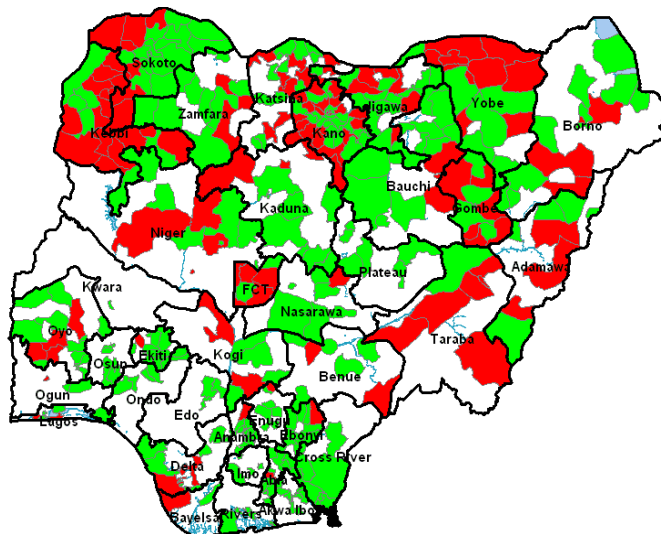 Sokoto
Katsina
Zamfara
Jigawa
Yobe
Kebbi
Kano
Borno
Bauchi
Kaduna
Gombe
Niger
Adamawa
Plateau
FCT
Kwara
Nasarawa
Oyo
Taraba
Ekiti
Kogi
Osun
Benue
Ogun
Ondo
Edo
Lagos
Enugu
Anambra
Ebonyi
Cross River
Delta
Imo
Abia
Akwa Ibo
Rivers
Bayelsa